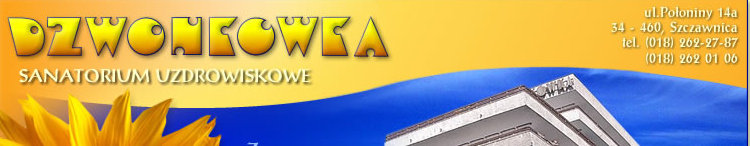 DZWONKOWKA
SANATORIUM UZDROWISKOWE
ul.Połoniny 14a
34 - 460, Szczawnica
tel. (018) 262-27-87
(018) 262 01 06